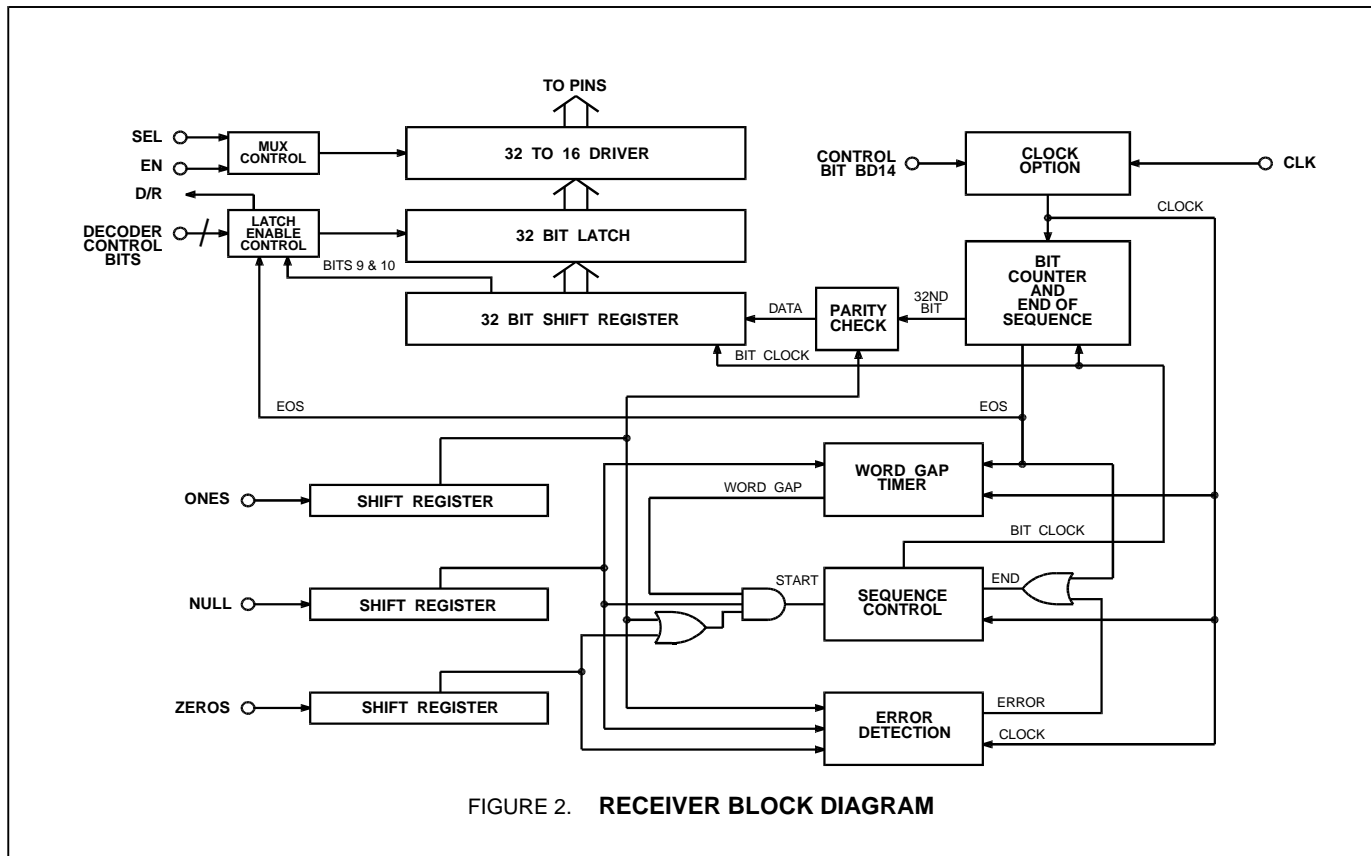 TO PINS
SEL
EN
D/R
DECODER
CONTROL
BITS
MUX
CONTROL
LATCH
ENABLE
CONTROL
32 TO 16 DRIVER
32 BIT LATCH
BITS 9 & 10
32 BIT SHIFT REGISTER
CONTROL
BIT BD14
CLOCK
OPTION
CLK
CLOCK
BIT
COUNTER
AND
END OF
SEQUENCE
32ND
BIT
PARITY
CHECK
DATA
BIT CLOCK
EOS
EOS
ONES
SHIFT REGISTER
WORD GAP
WORD GAP
TIMER
BIT CLOCK
NULL
SHIFT REGISTER
START
SEQUENCE
CONTROL
END
ZEROS
SHIFT REGISTER
ERROR
DETECTION
ERROR
CLOCK
FIGURE 2. RECEIVER BLOCK DIAGRAM